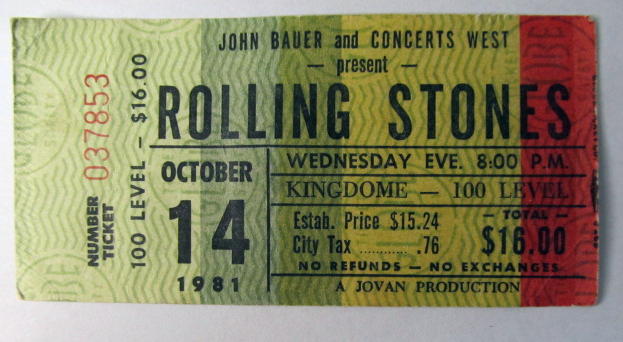 NUMBER
TICKET
037853
100 LEVEL – $16.00
JOHN BAUER and CONCERTS WEST
— present —
ROLLING STONES
OCTOBER
14
1981
WEDNESDAY EVE. 8:00 P.M.
KINGDOME — 100 LEVEL
Estab. Price $15.24
City Tax ............ .76
— TOTAL —
$16.00
NO REFUNDS — NO EXCHANGES
A JOVAN PRODUCTION